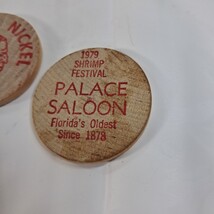 NICKEL
1979
SHRIMP
FESTIVAL
PALACE
SALOON
Florida's Oldest
Since 1878